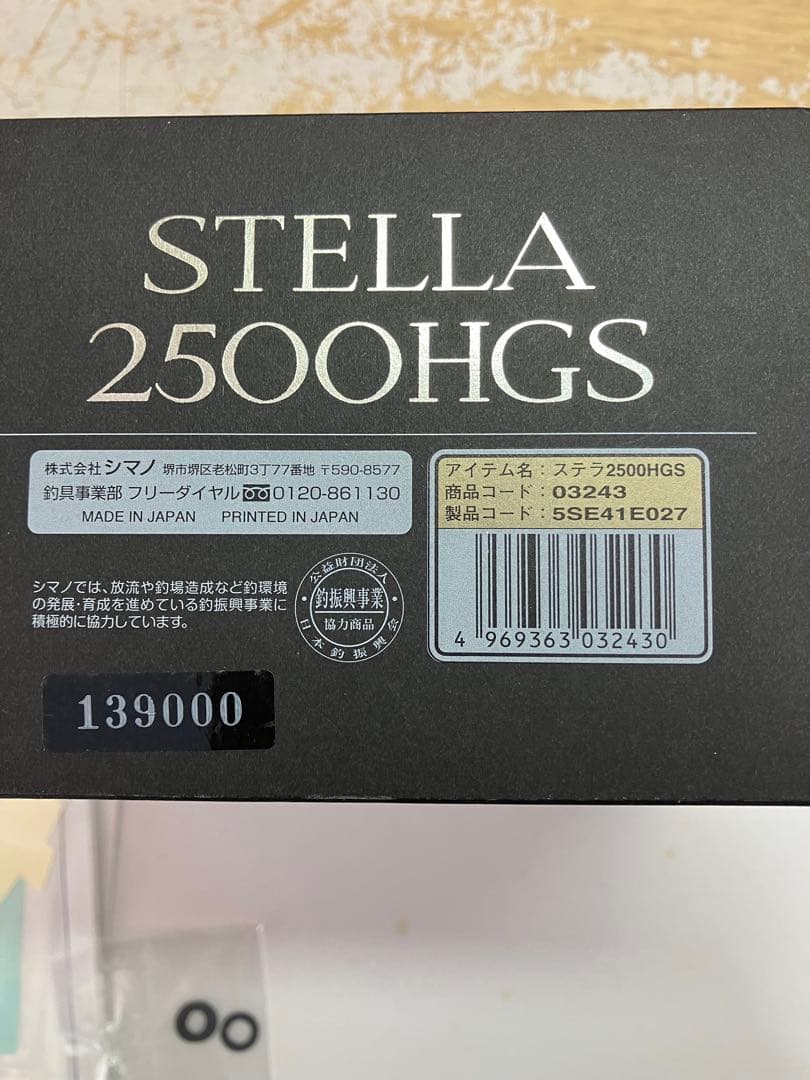 STELLA
2500HGS
株式会社 シマノ 堺市堺区老松町3丁77番地 〒590-8577
釣具事業部 フリーダイヤル 0120-861130
MADE IN JAPAN PRINTED IN JAPAN
アイテム名：ステラ2500HGS
商品コード：03243
製品コード：5SE41E027
4 969363 032430
シマノでは、放流や釣場造成など釣環境
の発展・育成を進めている釣振興事業に
積極的に協力しています。
公益財団法人
釣振興事業
協力商品
日本釣振興会
139000